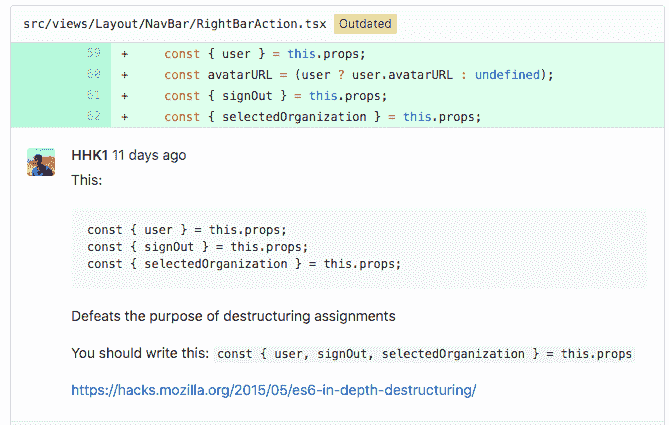 src/views/Layout/NavBar/RightBarAction.tsx Outdated
59 + const { user } = this.props;
60 + const avatarURL = (user ? user.avatarURL : undefined);
61 + const { signOut } = this.props;
62 + const { selectedOrganization } = this.props;
HHK1 11 days ago
This:
const { user } = this.props;
const { signOut } = this.props;
const { selectedOrganization } = this.props;
Defeats the purpose of destructuring assignments
You should write this: const { user, signOut, selectedOrganization } = this.props
https://hacks.mozilla.org/2015/05/es6-in-depth-destructuring/